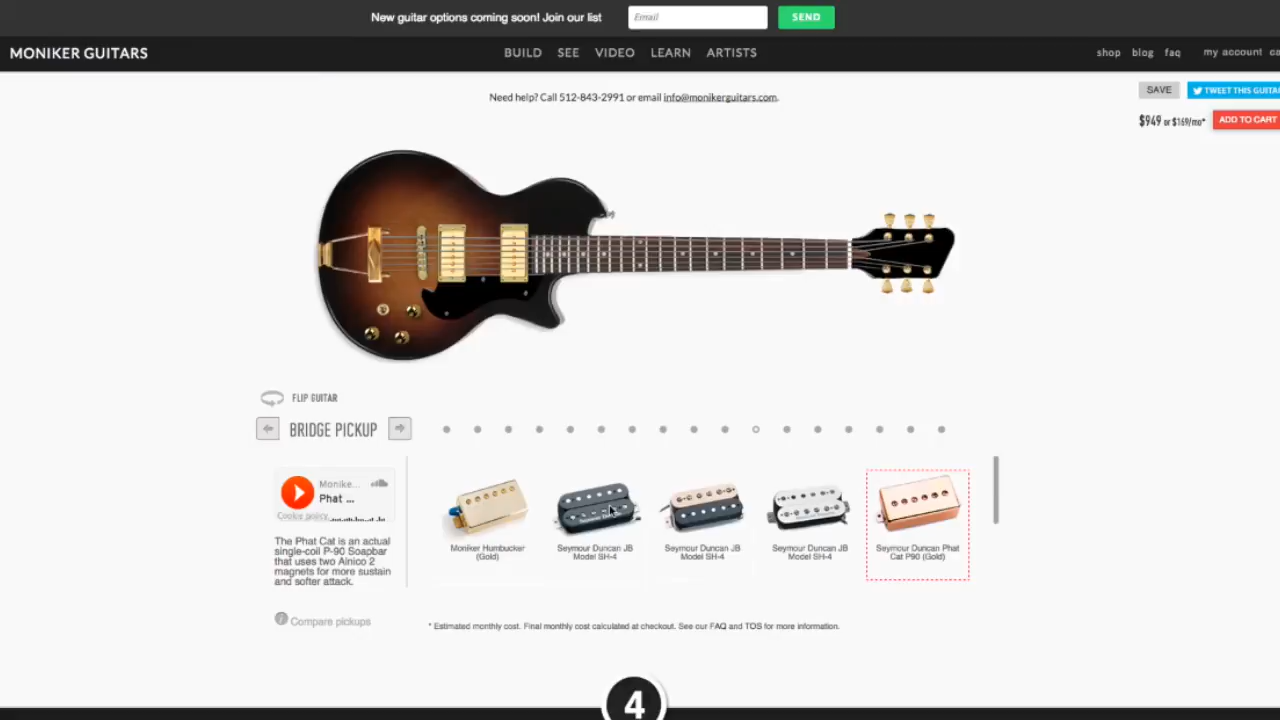 New guitar options coming soon! Join our list
Email
SEND
MONIKER GUITARS
BUILD SEE VIDEO LEARN ARTISTS
shop blog faq my account
Need help? Call 512-843-2991 or email info@monikerguitars.com.
SAVE
TWEET THIS GUITA
$949 or $169/mo*
ADD TO CART
FLIP GUITAR
BRIDGE PICKUP
Monike...
Phat ...
Cookie policy
The Phat Cat is an actual
single-coil P-90 Soapbar
that uses two Alnico 2
magnets for more sustain
and softer attack.
Compare pickups
Moniker Humbucker
(Gold)
Seymour Duncan JB
Model SH-4
Seymour Duncan JB
Model SH-4
Seymour Duncan JB
Model SH-4
Seymour Duncan Phat
Cat P90 (Gold)
* Estimated monthly cost. Final monthly cost calculated at checkout. See our FAQ and TOS for more information.
4